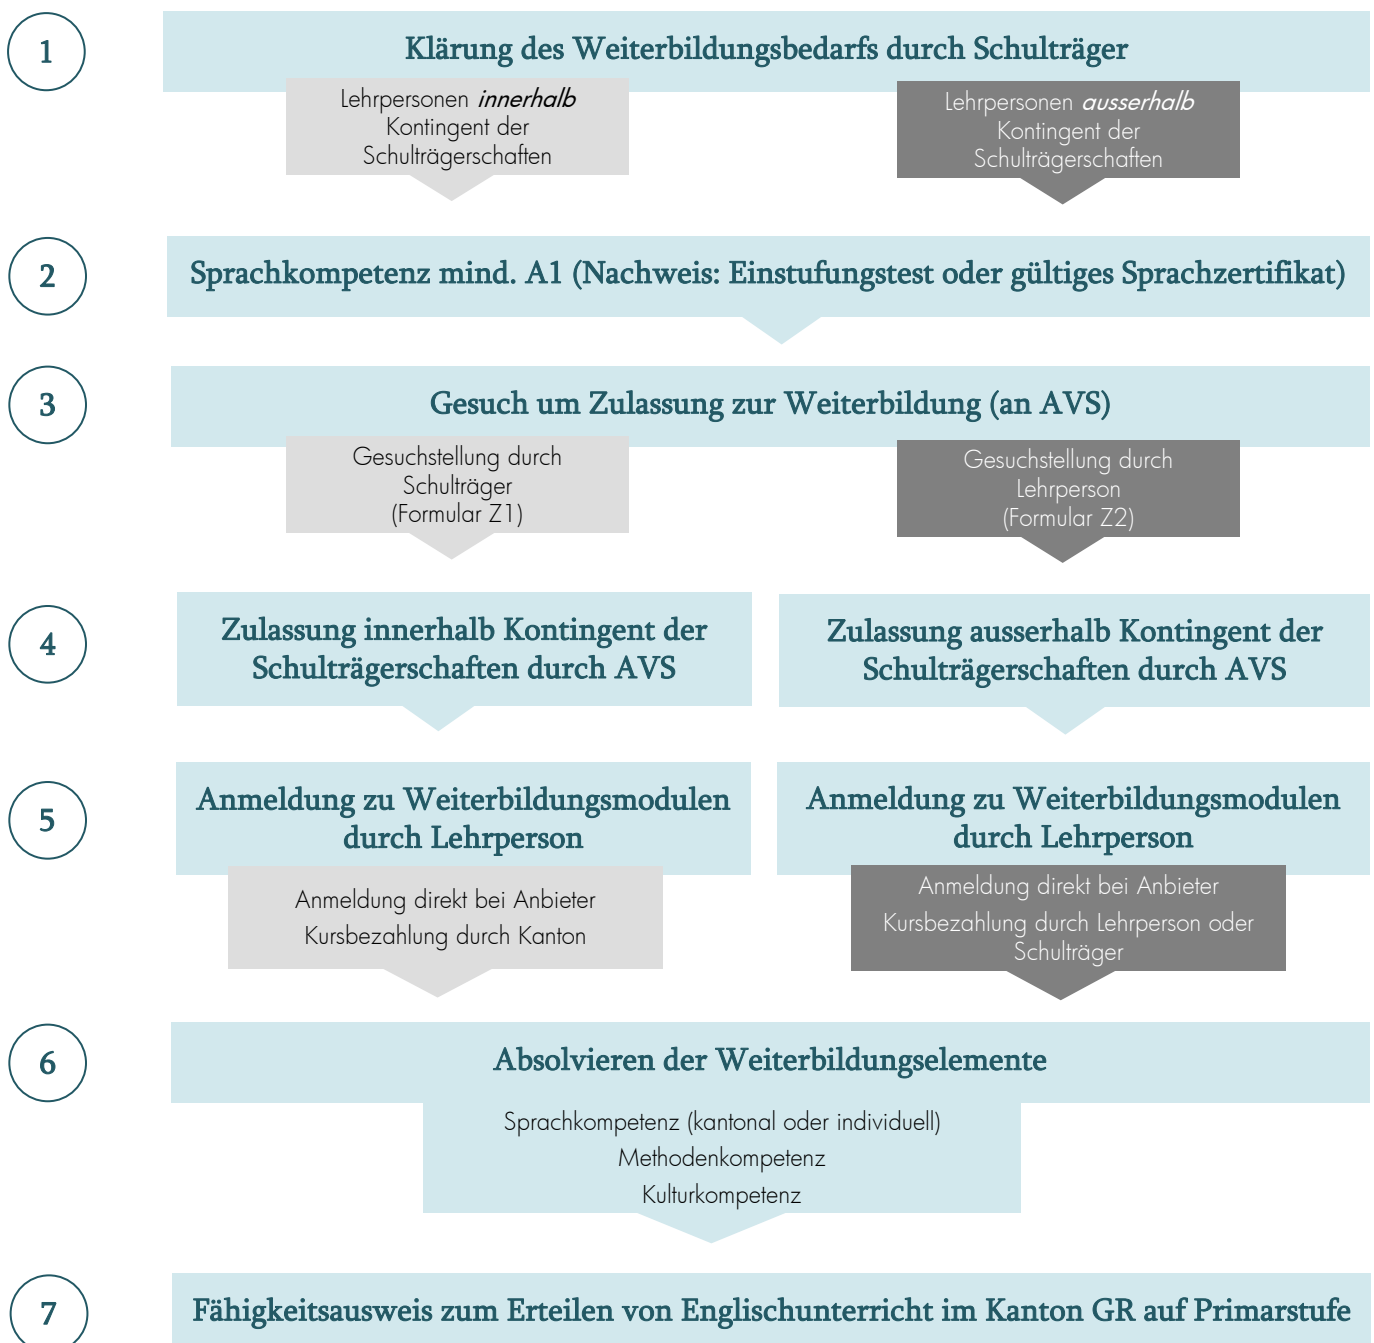 1
Klärung des Weiterbildungsbedarfs durch Schulträger
Lehrpersonen innerhalb
Kontingent der
Schulträgerschaften
Lehrpersonen ausserhalb
Kontingent der
Schulträgerschaften
2
Sprachkompetenz mind. A1 (Nachweis: Einstufungstest oder gültiges Sprachzertifikat)
3
Gesuch um Zulassung zur Weiterbildung (an AVS)
Gesuchstellung durch
Schulträger
(Formular Z1)
Gesuchstellung durch
Lehrperson
(Formular Z2)
4
Zulassung innerhalb Kontingent der
Schulträgerschaften durch AVS
Zulassung ausserhalb Kontingent der
Schulträgerschaften durch AVS
5
Anmeldung zu Weiterbildungsmodulen
durch Lehrperson
Anmeldung direkt bei Anbieter
Kursbezahlung durch Kanton
Anmeldung zu Weiterbildungsmodulen
durch Lehrperson
Anmeldung direkt bei Anbieter
Kursbezahlung durch Lehrperson oder
Schulträger
6
Absolvieren der Weiterbildungselemente
Sprachkompetenz (kantonal oder individuell)
Methodenkompetenz
Kulturkompetenz
7
Fähigkeitsausweis zum Erteilen von Englischunterricht im Kanton GR auf Primarstufe